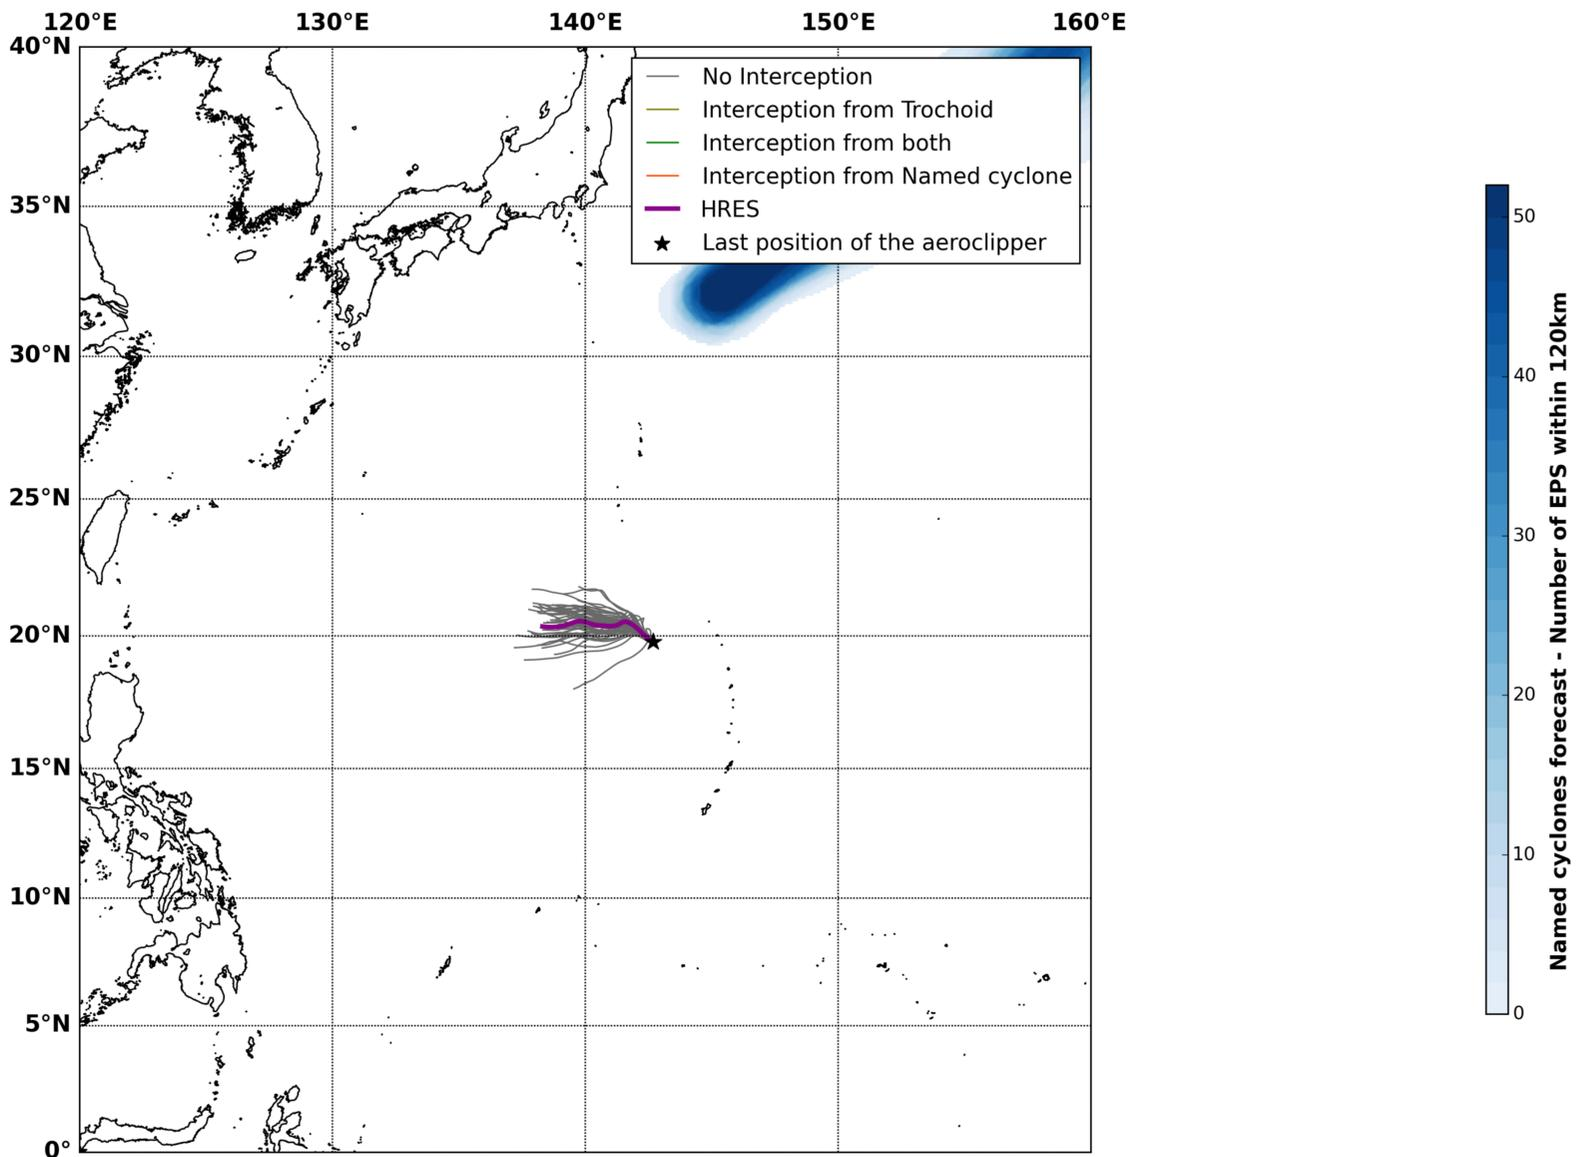 120°E 130°E 140°E 150°E 160°E
40°N
35°N
30°N
25°N
20°N
15°N
10°N
5°N
0°
No Interception
Interception from Trochoid
Interception from both
Interception from Named cyclone
HRES
Last position of the aeroclipper
50
40
30
20
10
0
Named cyclones forecast - Number of EPS within 120km